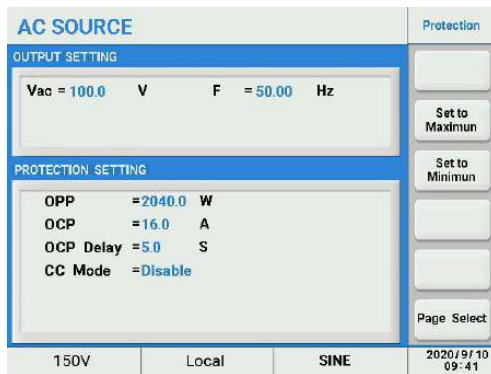 AC SOURCE
Protection
OUTPUT SETTING
Vac = 100.0 V F = 50.00 Hz
Set to
Maximun
Set to
Minimun
PROTECTION SETTING
OPP =2040.0 W
OCP =16.0 A
OCP Delay =5.0 S
CC Mode =Disable
Page Select
150V Local SINE 2020/9/10
09:41